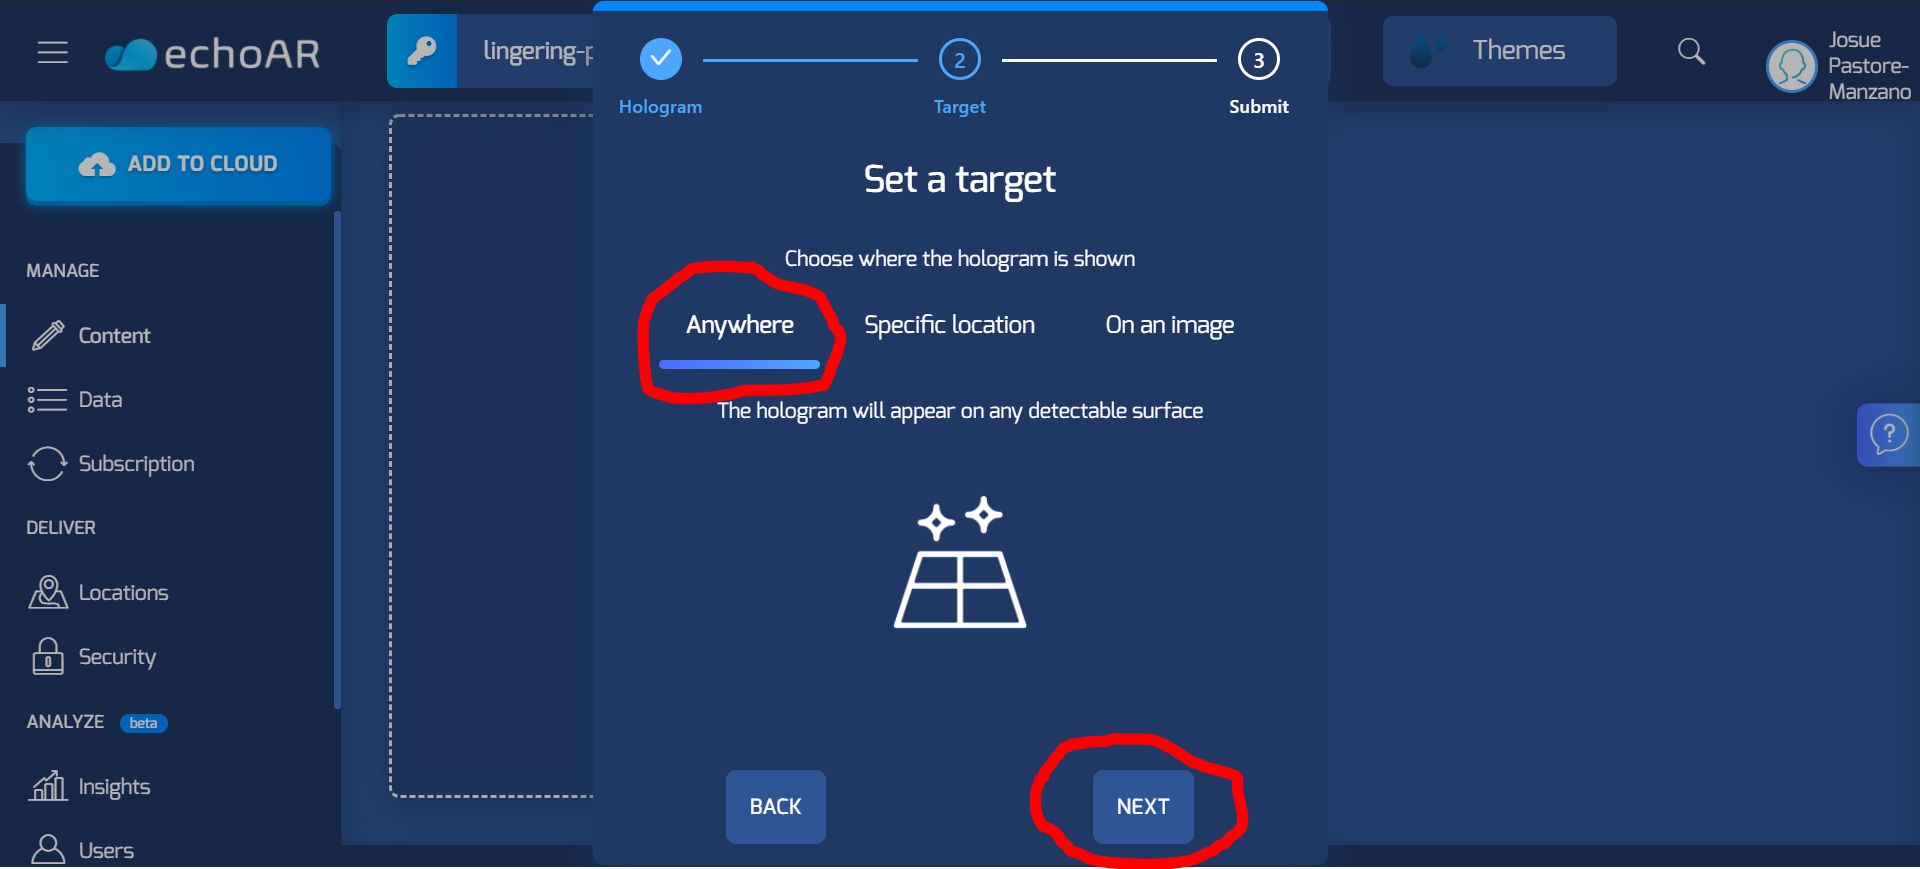 echoAR
lingering-p
Themes
Josue
Pastore-
Manzano
ADD TO CLOUD
MANAGE
Content
Data
Subscription
DELIVER
Locations
Security
ANALYZE beta
Insights
Users
2
3
Hologram
Target
Submit
Set a target
Choose where the hologram is shown
Anywhere
Specific location
On an image
The hologram will appear on any detectable surface
BACK
NEXT
?